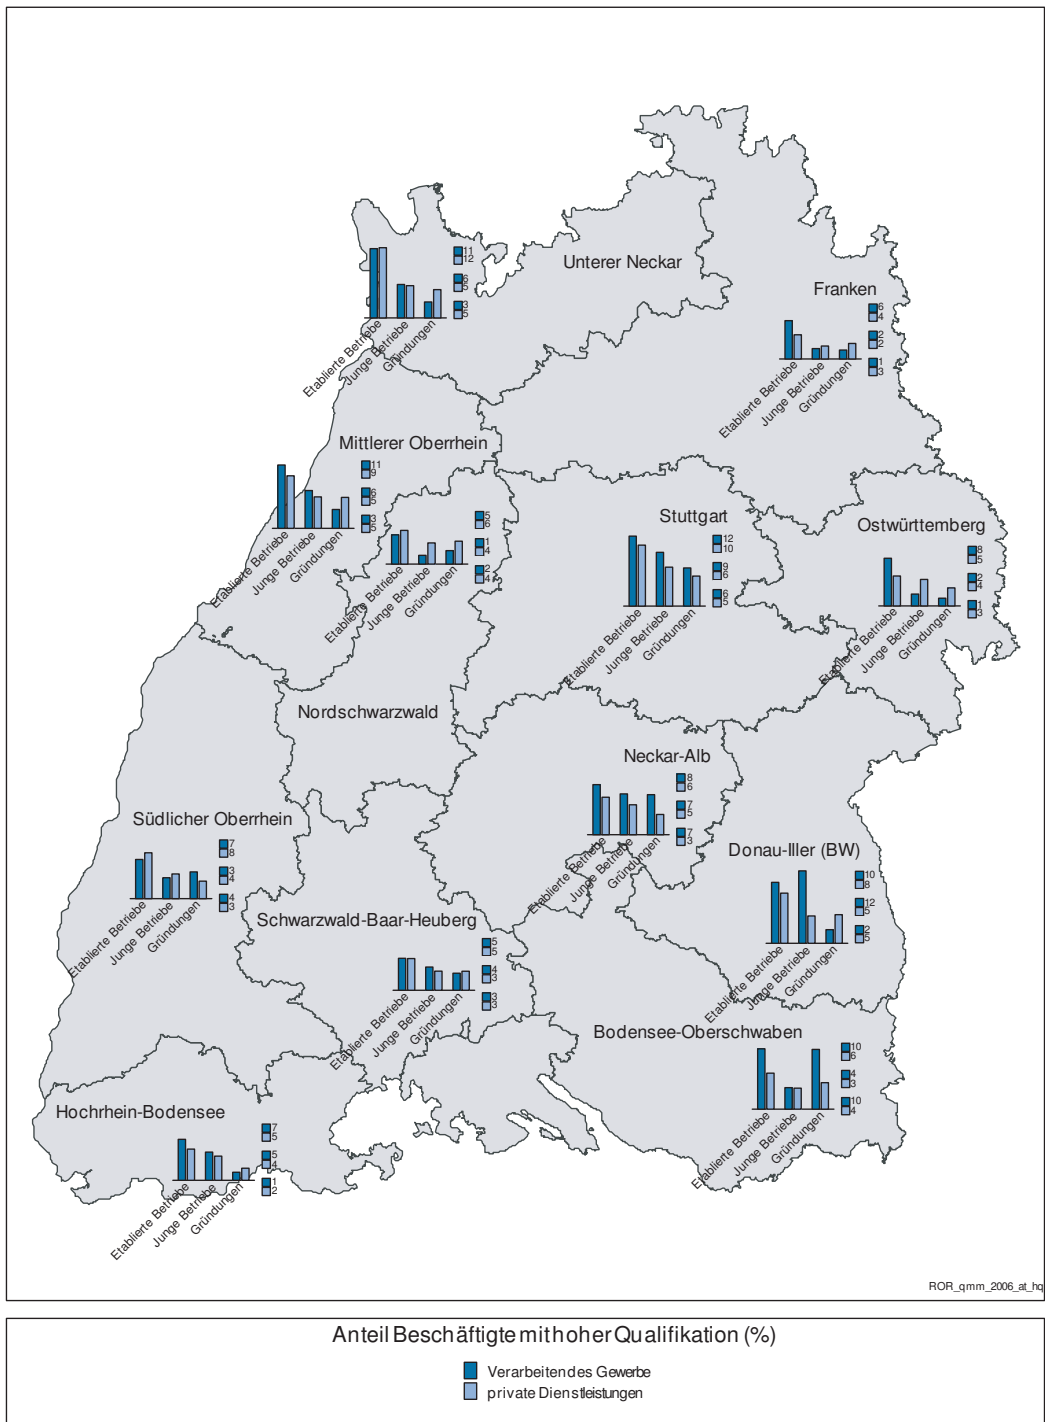 Unterer Neckar
11
12
6
5
3
5
Etablierte Betriebe
Junge Betriebe
Gründungen
Franken
6
4
2
2
1
3
Etablierte Betriebe
Junge Betriebe
Gründungen
Mittlerer Oberrhein
11
9
6
5
3
5
Etablierte Betriebe
Junge Betriebe
Gründungen
5
6
1
4
2
4
Etablierte Betriebe
Junge Betriebe
Gründungen
Nordschwarzwald
Stuttgart
12
10
9
6
6
5
Etablierte Betriebe
Junge Betriebe
Gründungen
Ostwürttemberg
8
5
2
4
1
3
Etablierte Betriebe
Junge Betriebe
Gründungen
Neckar-Alb
8
6
7
5
7
3
Etablierte Betriebe
Junge Betriebe
Gründungen
Südlicher Oberrhein
7
8
3
4
4
3
Etablierte Betriebe
Junge Betriebe
Gründungen
Donau-Iller (BW)
10
8
12
5
2
5
Etablierte Betriebe
Junge Betriebe
Gründungen
Schwarzwald-Baar-Heuberg
5
5
4
3
3
3
Etablierte Betriebe
Junge Betriebe
Gründungen
Bodensee-Oberschwaben
10
6
4
3
10
4
Etablierte Betriebe
Junge Betriebe
Gründungen
Hochrhein-Bodensee
7
5
5
4
1
2
Etablierte Betriebe
Junge Betriebe
Gründungen
ROR_qmm_2006_at_hq
Anteil Beschäftigte mit hoher Qualifikation (%)
Verarbeitendes Gewerbe
private Dienstleistungen